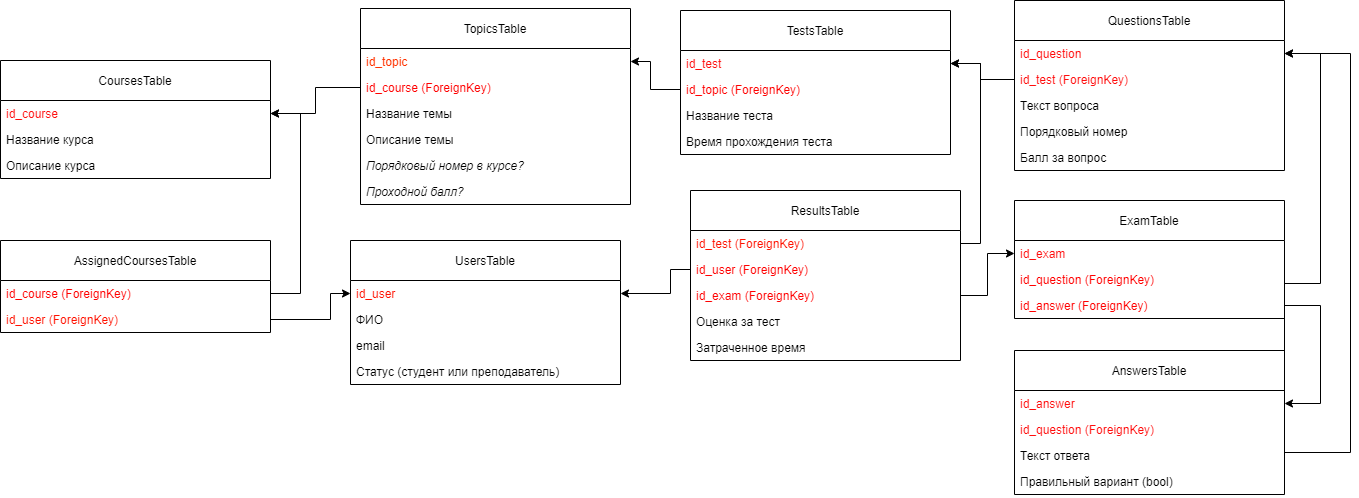 CoursesTable
id_course
Название курса
Описание курса
TopicsTable
id_topic
id_course (ForeignKey)
Название темы
Описание темы
Порядковый номер в курсе?
Проходной балл?
TestsTable
id_test
id_topic (ForeignKey)
Название теста
Время прохождения теста
QuestionsTable
id_question
id_test (ForeignKey)
Текст вопроса
Порядковый номер
Балл за вопрос
AssignedCoursesTable
id_course (ForeignKey)
id_user (ForeignKey)
UsersTable
id_user
ФИО
email
Статус (студент или преподаватель)
ResultsTable
id_test (ForeignKey)
id_user (ForeignKey)
id_exam (ForeignKey)
Оценка за тест
Затраченное время
ExamTable
id_exam
id_question (ForeignKey)
id_answer (ForeignKey)
AnswersTable
id_answer
id_question (ForeignKey)
Текст ответа
Правильный вариант (bool)